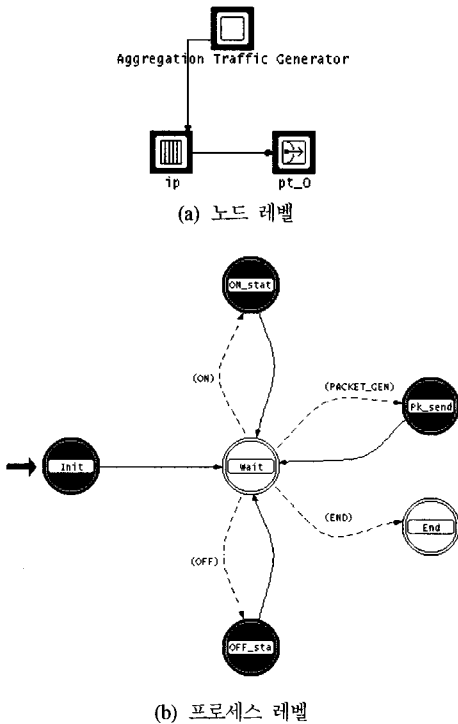 Aggregation Traffic Generator
ip
pt_0
(a) 노드 레벨
ON_stat
(ON)
(PACKET_GEN)
Pk_send
Init
Wait
(END)
End
(OFF)
OFF_sta
(b) 프로세스 레벨